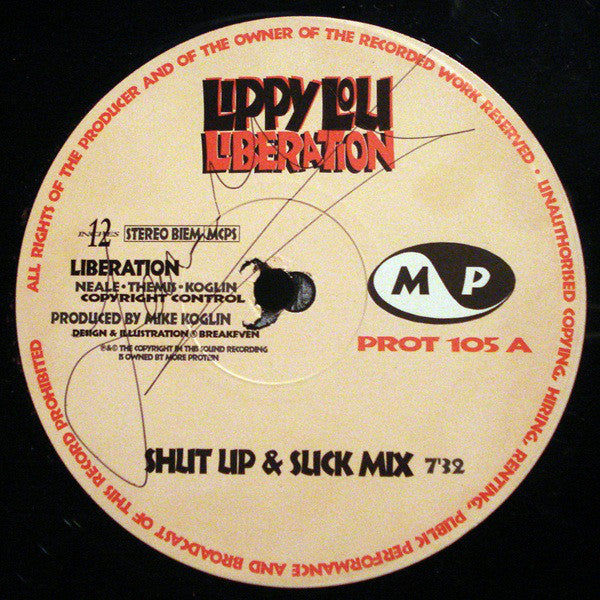 ALL RIGHTS OF THE PRODUCER AND OF THE OWNER OF THE RECORDED WORK RESERVED • UNAUTHORISED COPYING, HIRING, RENTING, PUBLIC PERFORMANCE AND BROADCAST OF THIS RECORD PROHIBITED
LIPPY LOU
LIBERATION
12 INCHES STEREO BIEM/MCPS
LIBERATION
NEALE • THEMIS • KOGLIN
COPYRIGHT CONTROL
PRODUCED BY MIKE KOGLIN
DESIGN & ILLUSTRATION © BREAKEVEN
℗&© THE COPYRIGHT IN THIS SOUND RECORDING
IS OWNED BY MORE PROTEIN
M P
PROT 105 A
SHUT UP & SUCK MIX 7'32